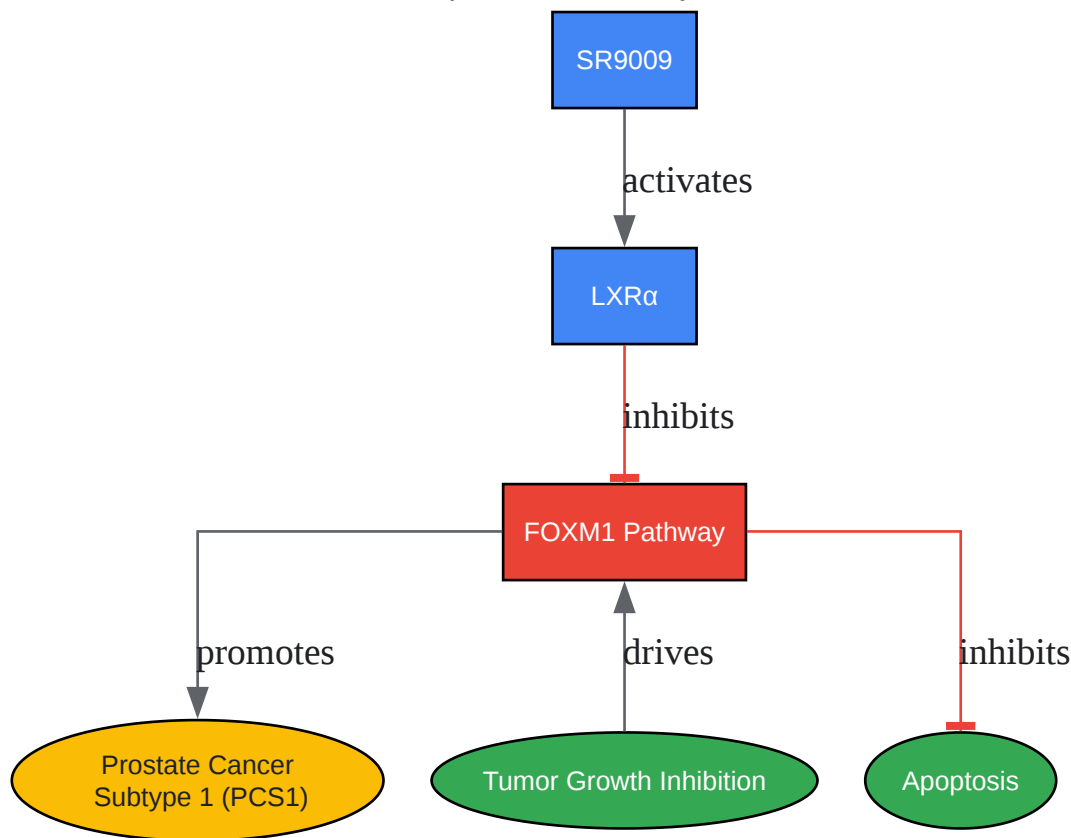 SR9009
activates
LXRα
inhibits
FOXM1 Pathway
promotes
drives
inhibits
Prostate Cancer
Subtype 1 (PCS1)
Tumor Growth Inhibition
Apoptosis